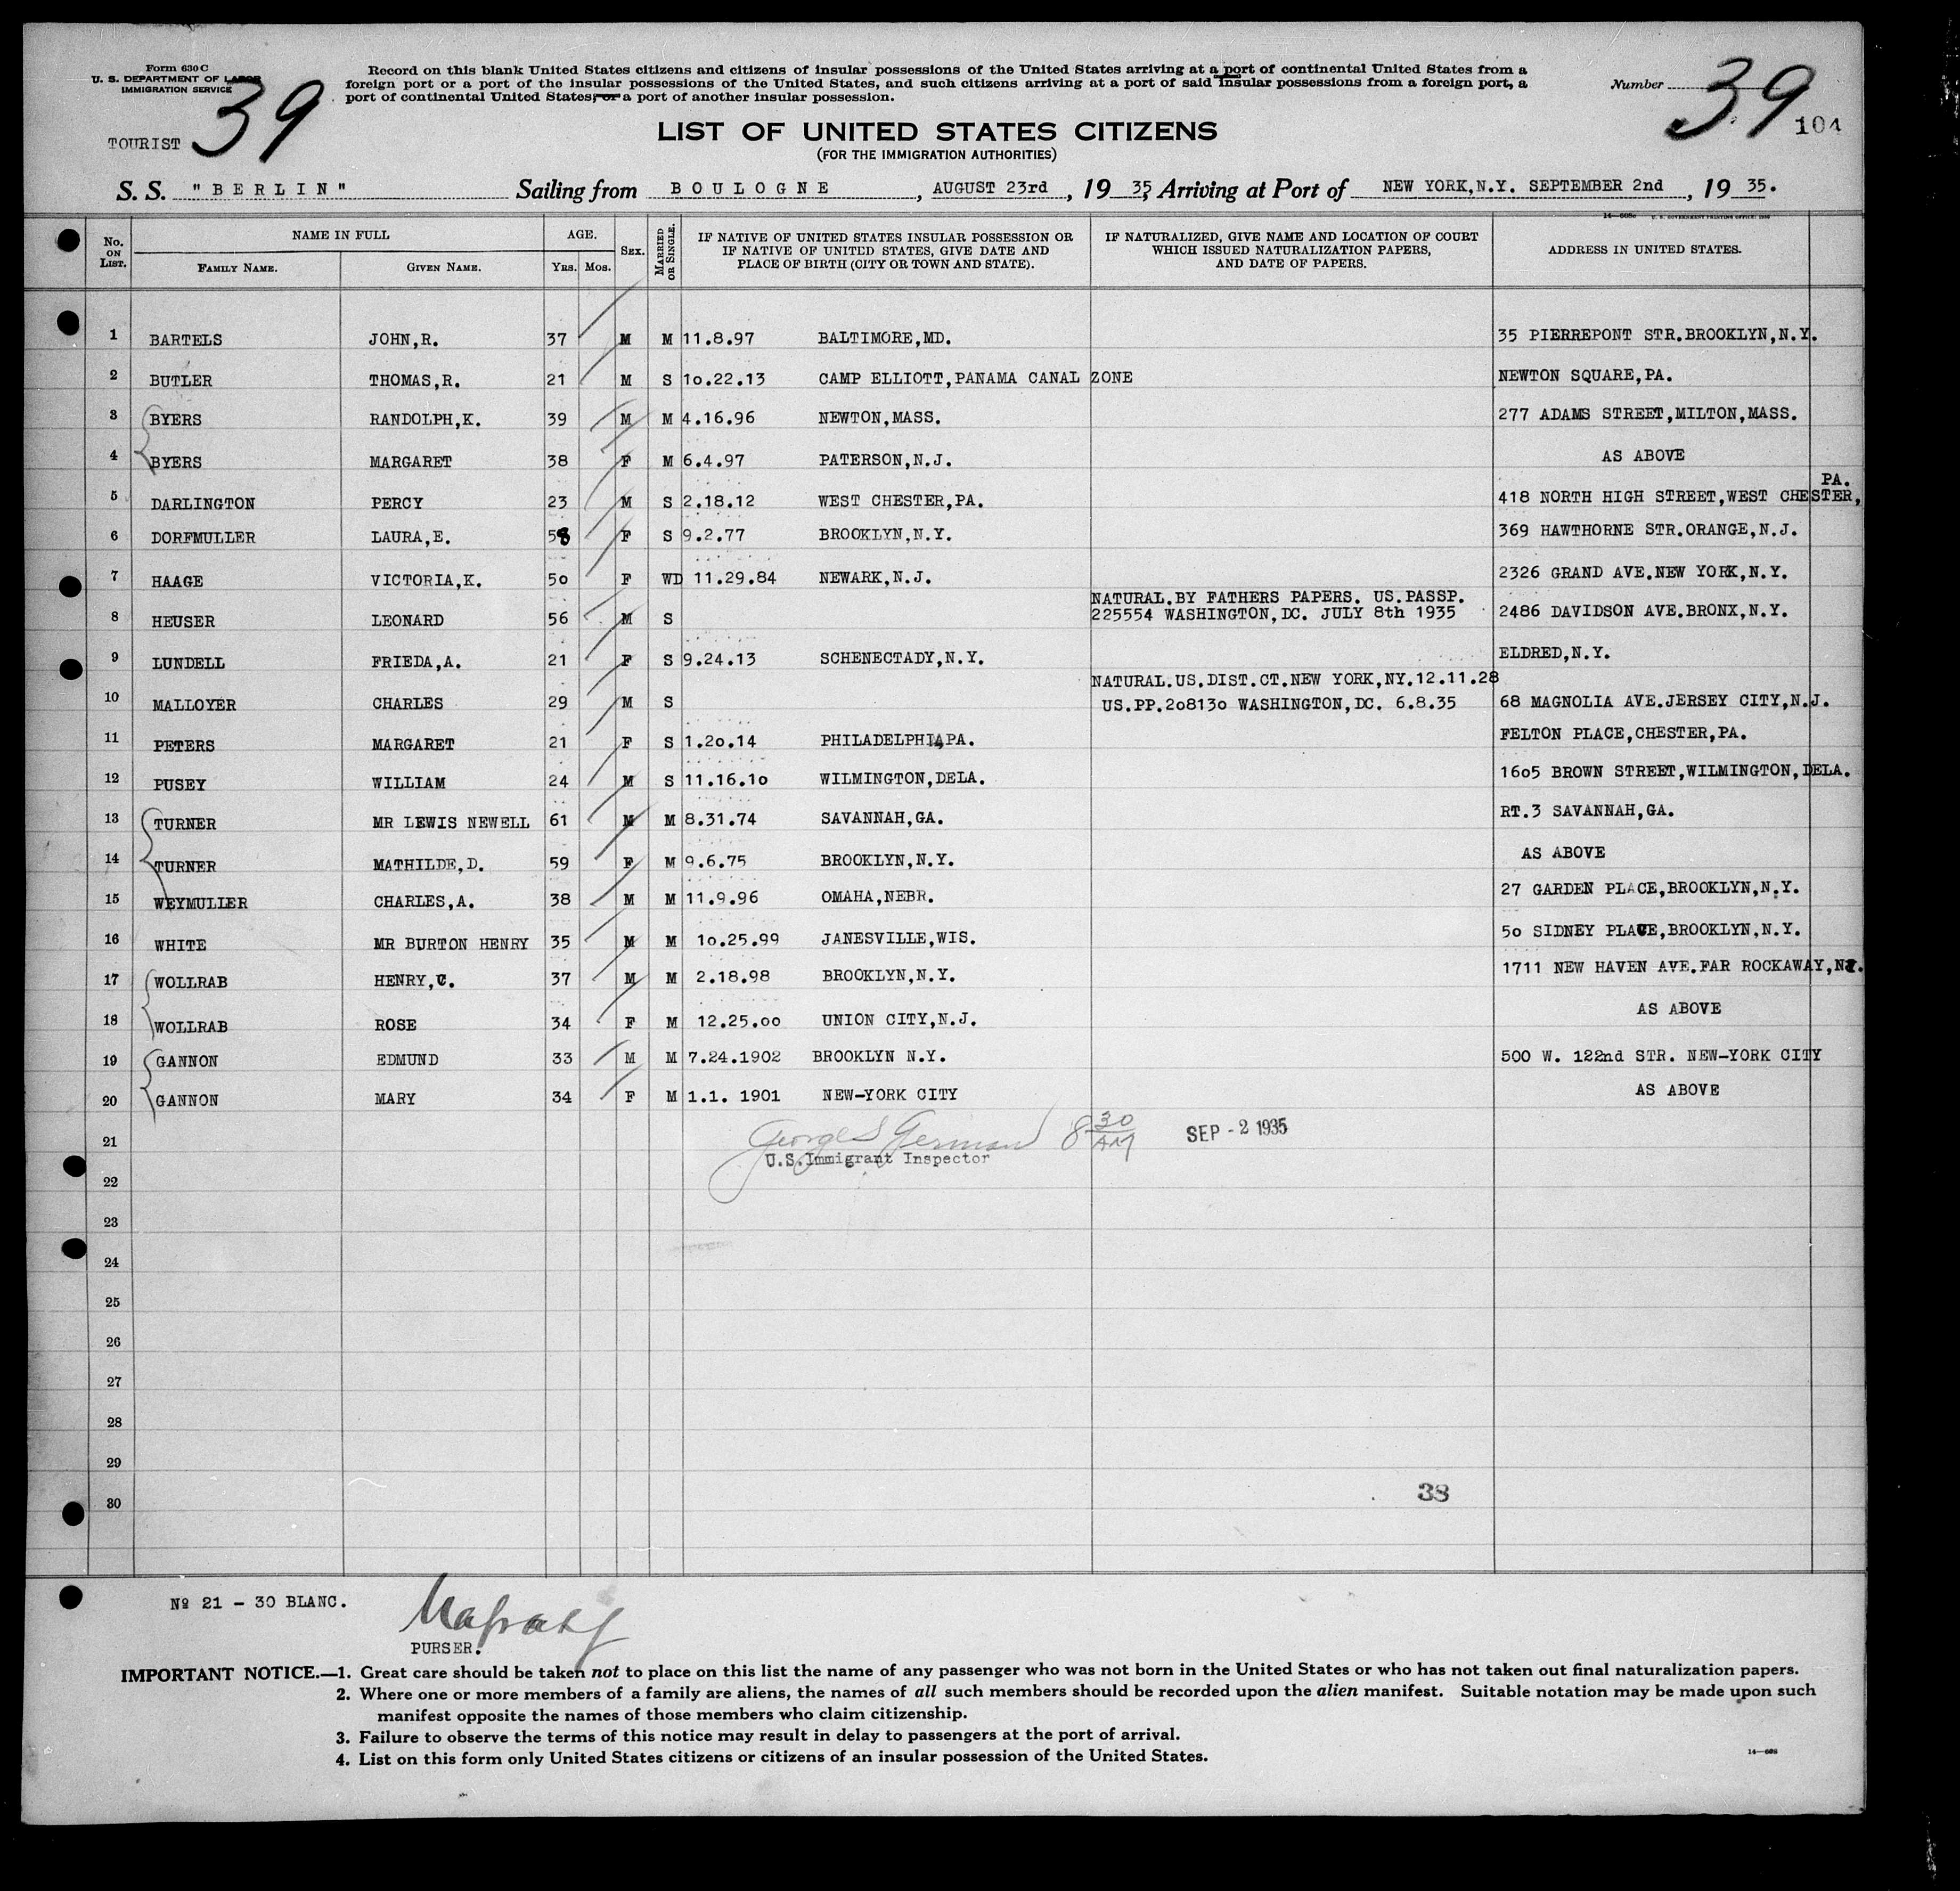 Form 630 C
U. S. DEPARTMENT OF LABOR
IMMIGRATION SERVICE
39
TOURIST
Record on this blank United States citizens and citizens of insular possessions of the United States arriving at a port of continental United States from a
foreign port or a port of the insular possessions of the United States, and such citizens arriving at a port of said insular possessions from a foreign port, a
port of continental United States, or a port of another insular possession.
Number 39
104
LIST OF UNITED STATES CITIZENS
(FOR THE IMMIGRATION AUTHORITIES)
S. S. "BERLIN" Sailing from BOULOGNE, AUGUST 23rd, 19 35, Arriving at Port of NEW YORK,N.Y. SEPTEMBER 2nd, 19 35.
No. ON LIST. NAME IN FULL FAMILY NAME. GIVEN NAME. AGE. YRS. MOS. SEX. MARRIED OR SINGLE. IF NATIVE OF UNITED STATES INSULAR POSSESSION OR IF NATIVE OF UNITED STATES, GIVE DATE AND PLACE OF BIRTH (CITY OR TOWN AND STATE). IF NATURALIZED, GIVE NAME AND LOCATION OF COURT WHICH ISSUED NATURALIZATION PAPERS, AND DATE OF PAPERS. ADDRESS IN UNITED STATES.
1 BARTELS JOHN,R. 37 M M 11.8.97 BALTIMORE,MD. 35 PIERREPONT STR.BROOKLYN,N.Y.
2 BUTLER THOMAS,R. 21 M S 10.22.13 CAMP ELLIOTT,PANAMA CANAL ZONE NEWTON SQUARE,PA.
3 BYERS RANDOLPH,K. 39 M M 4.16.96 NEWTON,MASS. 277 ADAMS STREET,MILTON,MASS.
4 BYERS MARGARET 38 F M 6.4.97 PATERSON,N.J. AS ABOVE
5 DARLINGTON PERCY 23 M S 2.18.12 WEST CHESTER,PA. 418 NORTH HIGH STREET,WEST CHESTER, PA.
6 DORFMULLER LAURA,E. 58 F S 9.2.77 BROOKLYN,N.Y. 369 HAWTHORNE STR.ORANGE,N.J.
7 HAAGE VICTORIA,K. 50 F WD 11.29.84 NEWARK,N.J. 2326 GRAND AVE.NEW YORK,N.Y.
NATURAL.BY FATHERS PAPERS. US.PASSP.
8 HEUSER LEONARD 56 M S 225554 WASHINGTON,DC. JULY 8th 1935 2486 DAVIDSON AVE.BRONX,N.Y.
9 LUNDELL FRIEDA,A. 21 F S 9.24.13 SCHENECTADY,N.Y. ELDRED,N.Y.
NATURAL.US.DIST.CT.NEW YORK,NY.12.11.28
10 MALLOYER CHARLES 29 M S US.PP.208130 WASHINGTON,DC. 6.8.35 68 MAGNOLIA AVE.JERSEY CITY,N.J.
11 PETERS MARGARET 21 F S 1.20.14 PHILADELPHIA,PA. FELTON PLACE,CHESTER,PA.
12 PUSEY WILLIAM 24 M S 11.16.10 WILMINGTON,DELA. 1605 BROWN STREET,WILMINGTON,DELA.
13 TURNER MR LEWIS NEWELL 61 M M 8.31.74 SAVANNAH,GA. RT.3 SAVANNAH,GA.
14 TURNER MATHILDE,D. 59 F M 9.6.75 BROOKLYN,N.Y. AS ABOVE
15 WEYMULLER CHARLES,A. 38 M M 11.9.96 OMAHA,NEBR. 27 GARDEN PLACE,BROOKLYN,N.Y.
16 WHITE MR BURTON HENRY 35 M M 10.25.99 JANESVILLE,WIS. 50 SIDNEY PLACE,BROOKLYN,N.Y.
17 WOLLRAB HENRY,C. 37 M M 2.18.98 BROOKLYN,N.Y. 1711 NEW HAVEN AVE.FAR ROCKAWAY,NY.
18 WOLLRAB ROSE 34 F M 12.25.00 UNION CITY,N.J. AS ABOVE
19 GANNON EDMUND 33 M M 7.24.1902 BROOKLYN N.Y. 500 W. 122nd STR. NEW-YORK CITY
20 GANNON MARY 34 F M 1.1. 1901 NEW-YORK CITY AS ABOVE
21 George S German 8 30 AM SEP - 2 1935
U.S.Immigrant Inspector
22
23
24
25
26
27
28
29
30
38
No 21 - 30 BLANC.
PURSER.
IMPORTANT NOTICE.—1. Great care should be taken not to place on this list the name of any passenger who was not born in the United States or who has not taken out final naturalization papers.
2. Where one or more members of a family are aliens, the names of all such members should be recorded upon the alien manifest. Suitable notation may be made upon such
manifest opposite the names of those members who claim citizenship.
3. Failure to observe the terms of this notice may result in delay to passengers at the port of arrival.
4. List on this form only United States citizens or citizens of an insular possession of the United States.
14—608